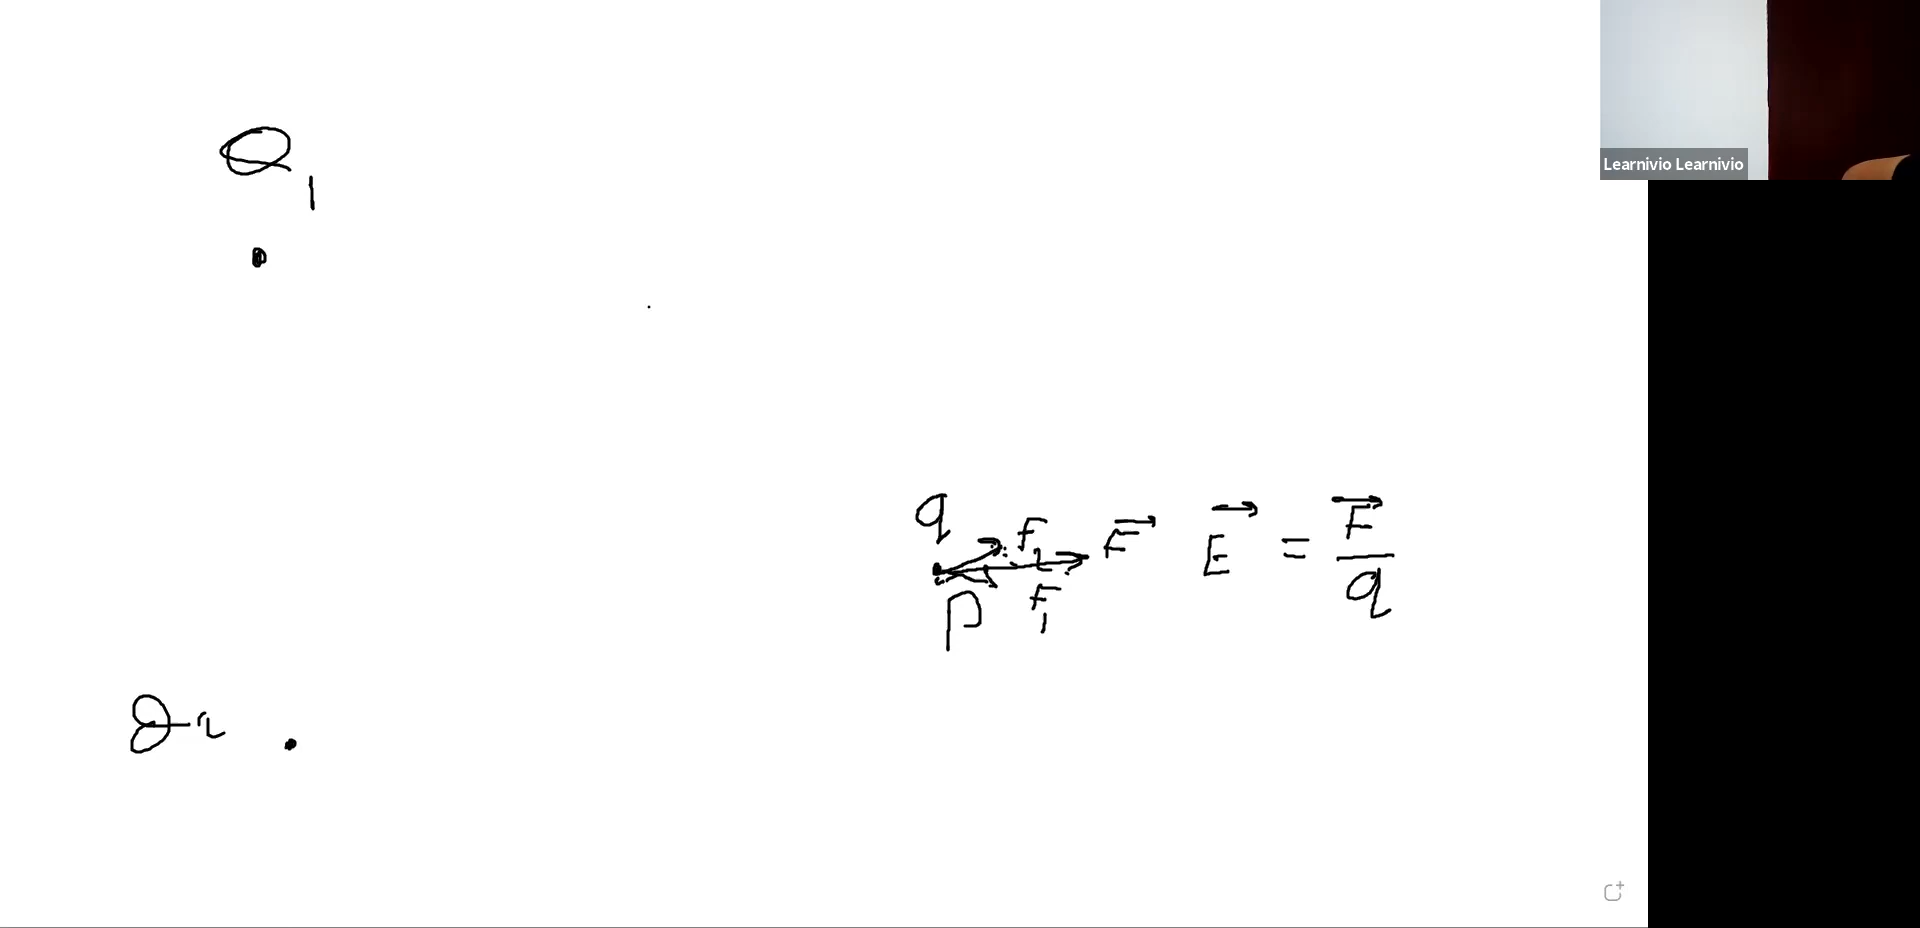 Learnivio Learnivio
Q1
q
F2
F⃗
E⃗ = F⃗/q
P
F1
Q2